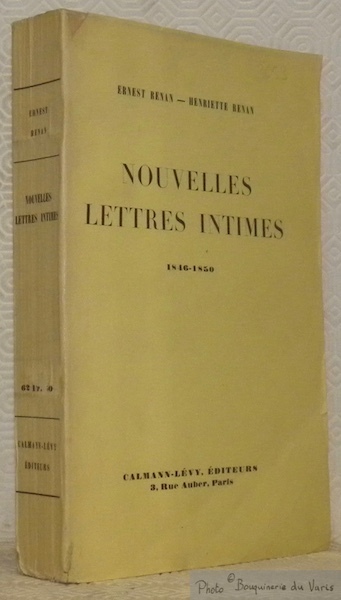 ERNEST RENAN — HENRIETTE RENAN
NOUVELLES
LETTRES INTIMES
1846-1850
CALMANN-LÉVY, ÉDITEURS
3, Rue Auber, Paris
ERNEST
RENAN
NOUVELLES
LETTRES INTIMES
CALMANN-LÉVY
ÉDITEURS
Photo © Bouquinerie du Varis